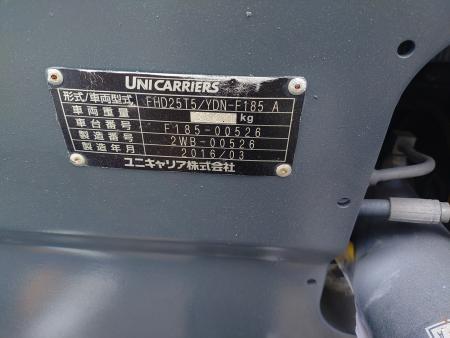 UNICARRIERS
形式/車両型式 FHD25T5/YDN-F185 A
車両重量 kg
車台番号 F185-00526
製造番号 2WB-00526
製造年月 2016/03
ユニキャリア株式会社